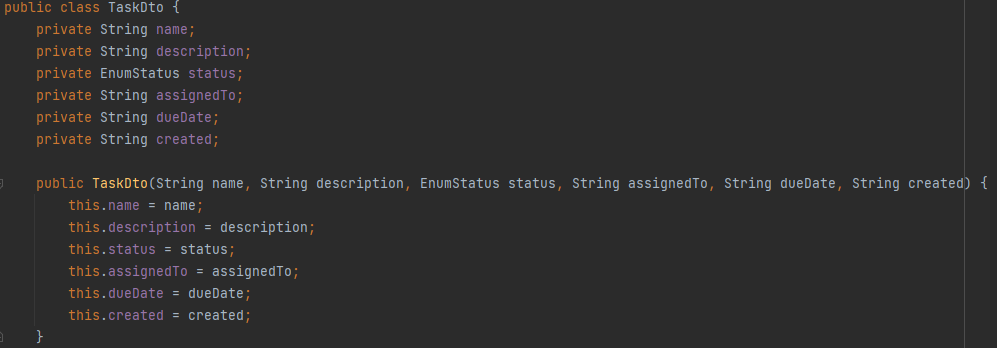 public class TaskDto {
    private String name;
    private String description;
    private EnumStatus status;
    private String assignedTo;
    private String dueDate;
    private String created;

    public TaskDto(String name, String description, EnumStatus status, String assignedTo, String dueDate, String created) {
        this.name = name;
        this.description = description;
        this.status = status;
        this.assignedTo = assignedTo;
        this.dueDate = dueDate;
        this.created = created;
    }